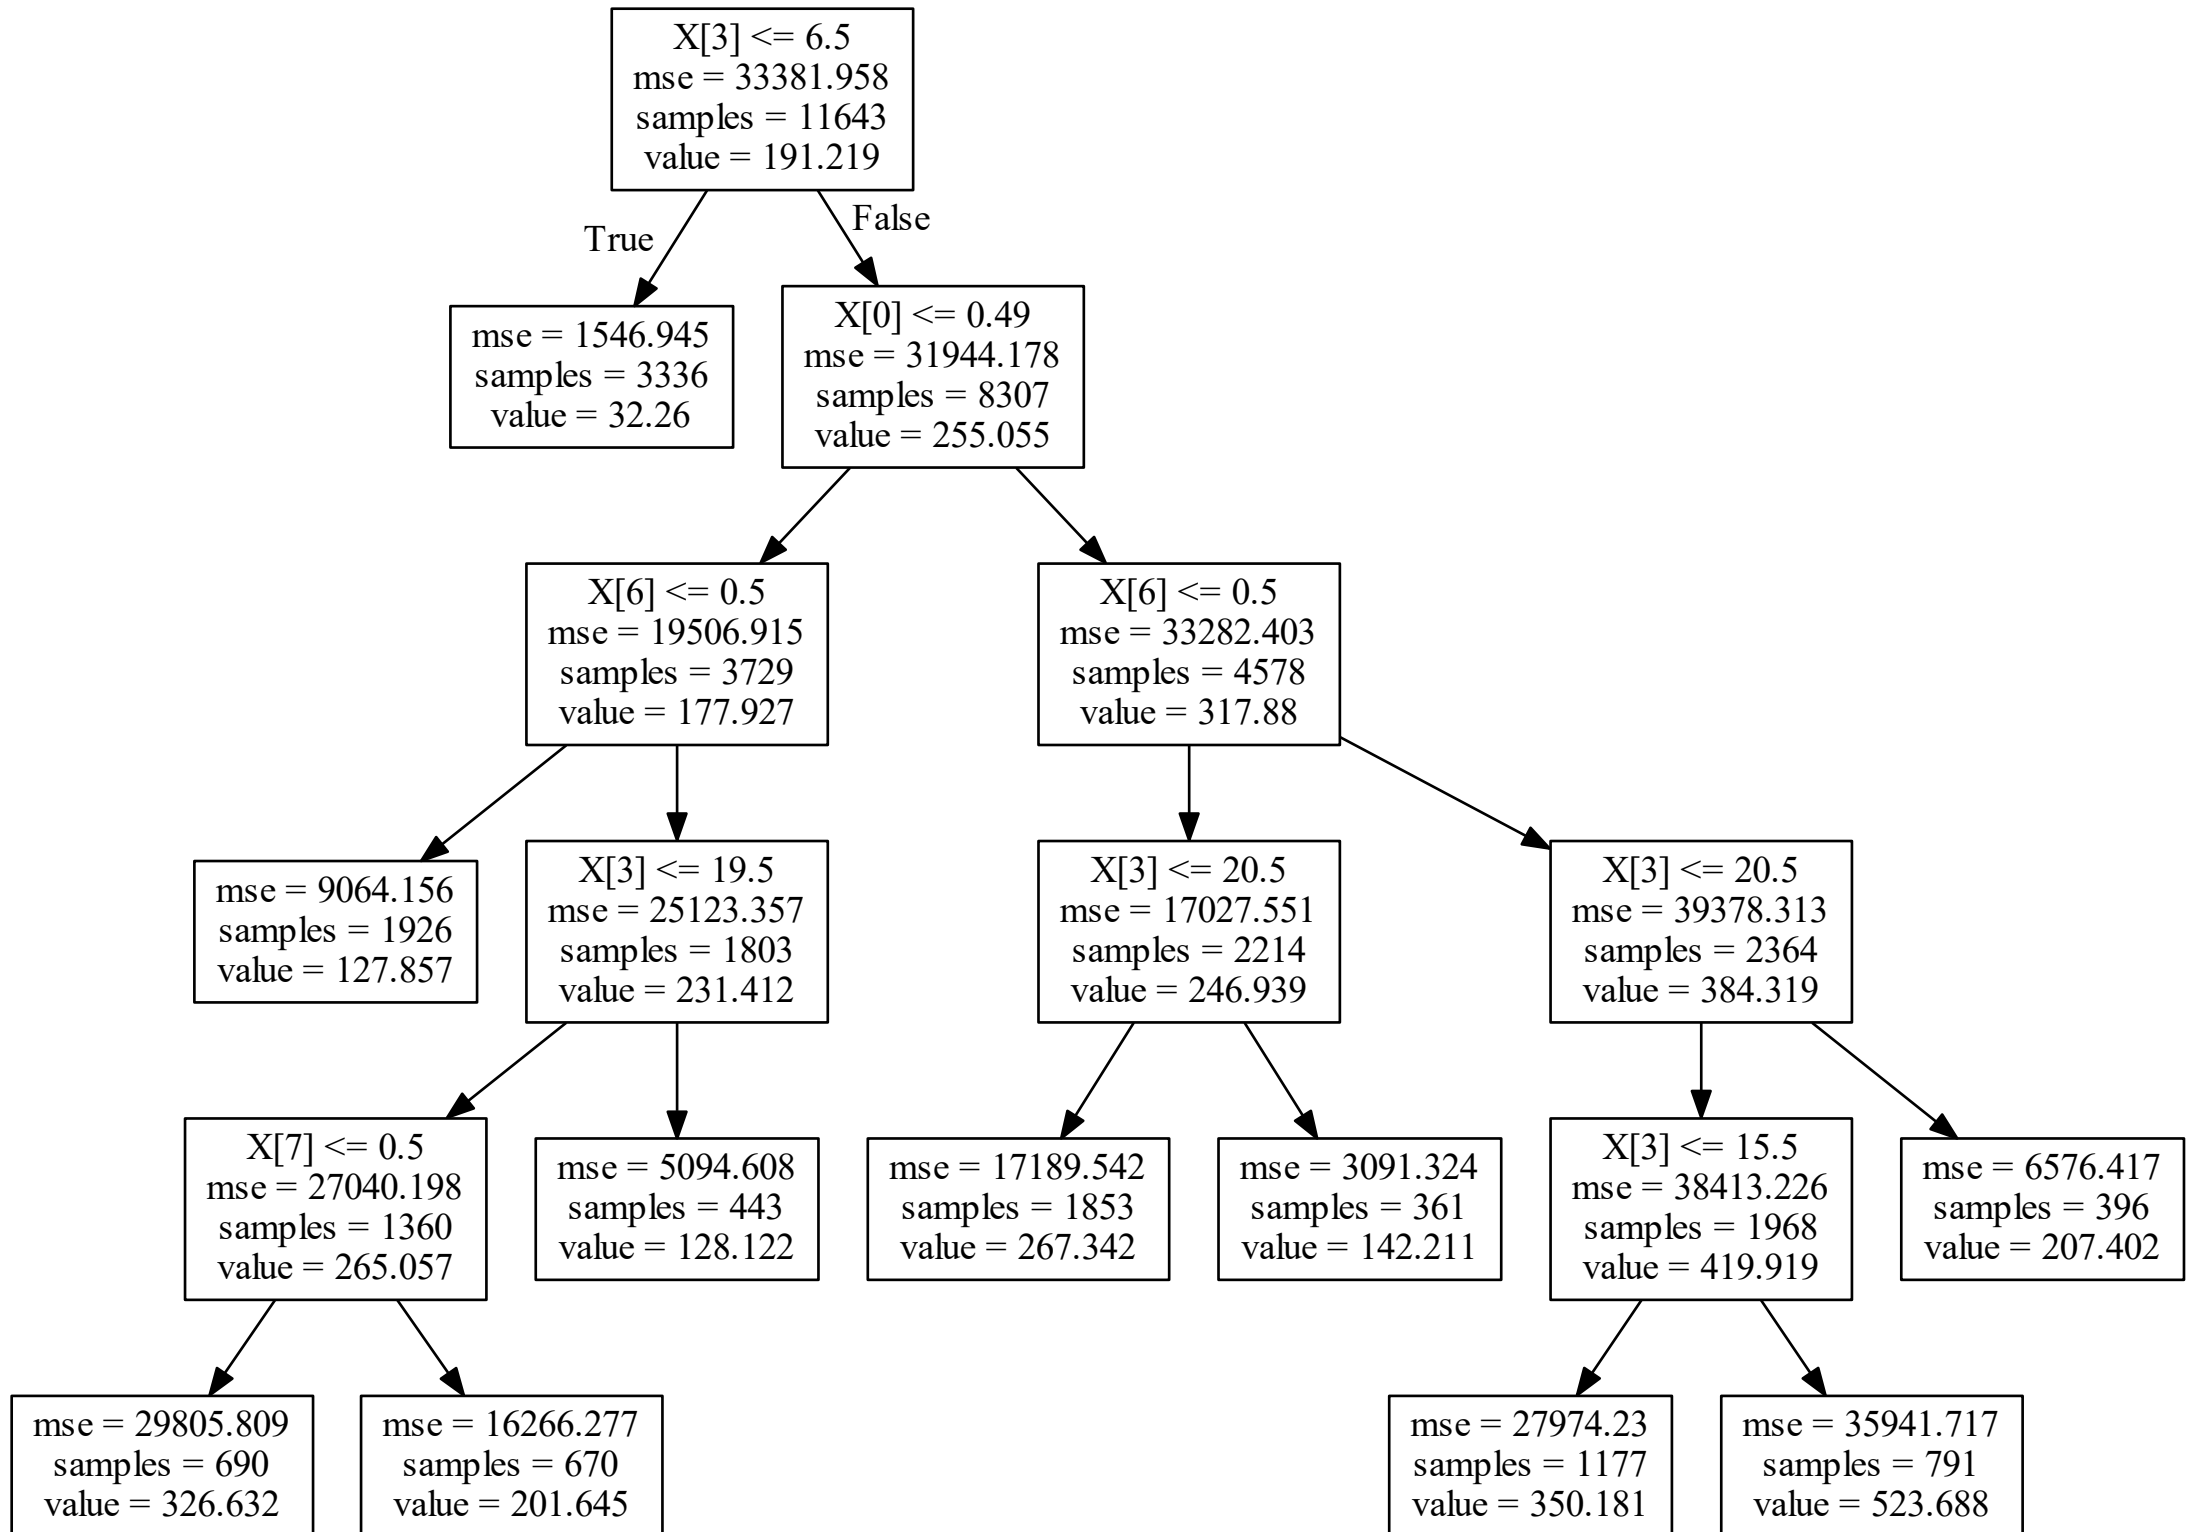 X[3] <= 6.5
mse = 33381.958
samples = 11643
value = 191.219
True
False
mse = 1546.945
samples = 3336
value = 32.26
X[0] <= 0.49
mse = 31944.178
samples = 8307
value = 255.055
X[6] <= 0.5
mse = 19506.915
samples = 3729
value = 177.927
X[6] <= 0.5
mse = 33282.403
samples = 4578
value = 317.88
mse = 9064.156
samples = 1926
value = 127.857
X[3] <= 19.5
mse = 25123.357
samples = 1803
value = 231.412
X[3] <= 20.5
mse = 17027.551
samples = 2214
value = 246.939
X[3] <= 20.5
mse = 39378.313
samples = 2364
value = 384.319
X[7] <= 0.5
mse = 27040.198
samples = 1360
value = 265.057
mse = 5094.608
samples = 443
value = 128.122
mse = 17189.542
samples = 1853
value = 267.342
mse = 3091.324
samples = 361
value = 142.211
X[3] <= 15.5
mse = 38413.226
samples = 1968
value = 419.919
mse = 6576.417
samples = 396
value = 207.402
mse = 29805.809
samples = 690
value = 326.632
mse = 16266.277
samples = 670
value = 201.645
mse = 27974.23
samples = 1177
value = 350.181
mse = 35941.717
samples = 791
value = 523.688